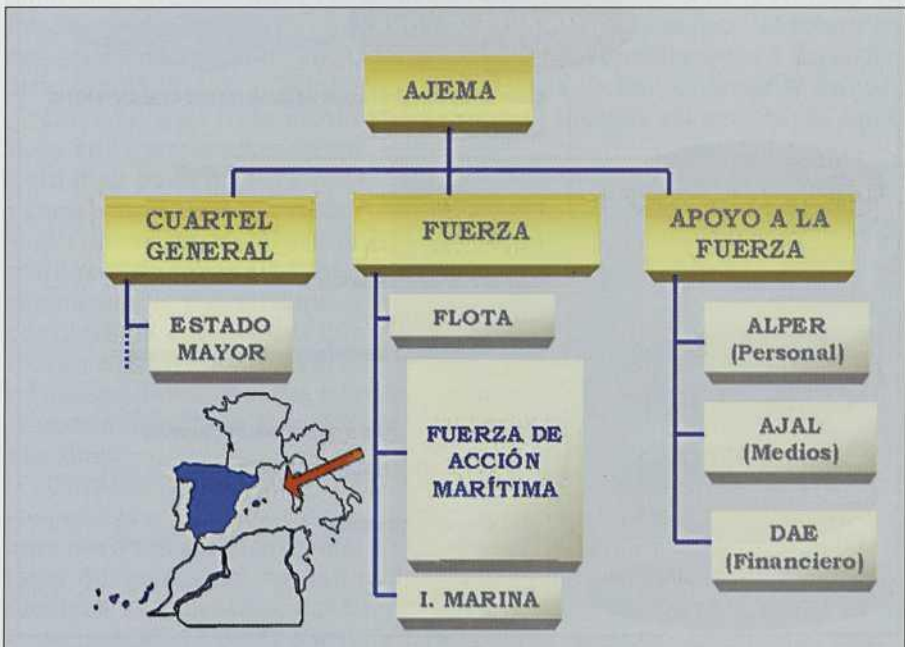 AJEMA
CUARTEL
GENERAL
FUERZA
APOYO A LA
FUERZA
ESTADO
MAYOR
FLOTA
FUERZA DE
ACCIÓN
MARÍTIMA
I. MARINA
ALPER
(Personal)
AJAL
(Medios)
DAE
(Financiero)